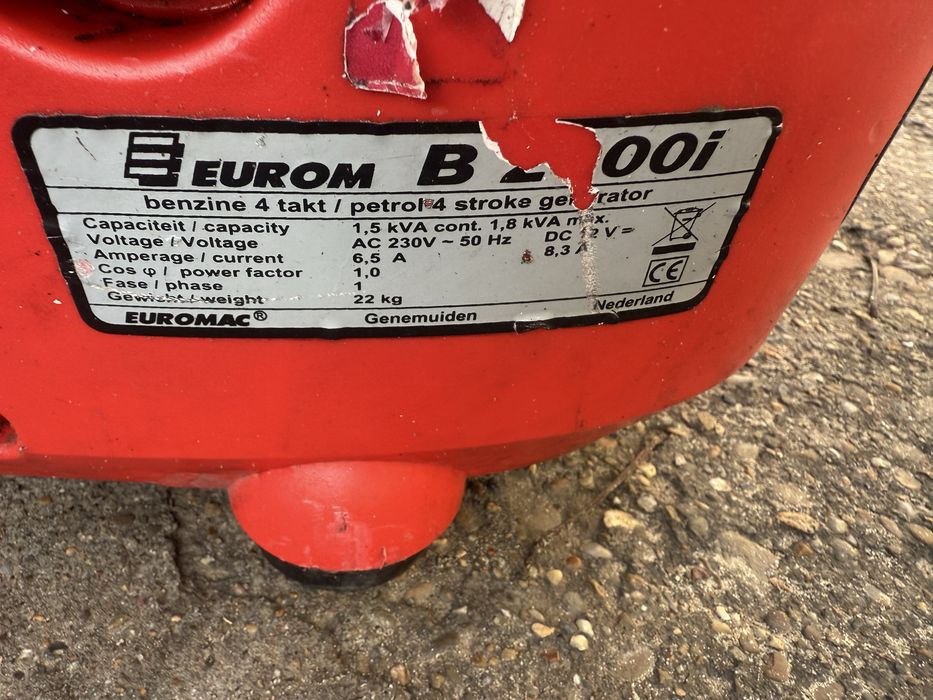 EUROM B 2 00i
benzine 4 takt / petrol 4 stroke generator
Capaciteit / capacity 1,5 kVA cont. 1,8 kVA max.
Voltage / Voltage AC 230V ~ 50 Hz DC 12 V =
Amperage / current 6,5 A 8,3 A
Cos φ / power factor 1,0
Fase / phase 1
Gewicht / weight 22 kg
EUROMAC® Genemuiden Nederland
CE